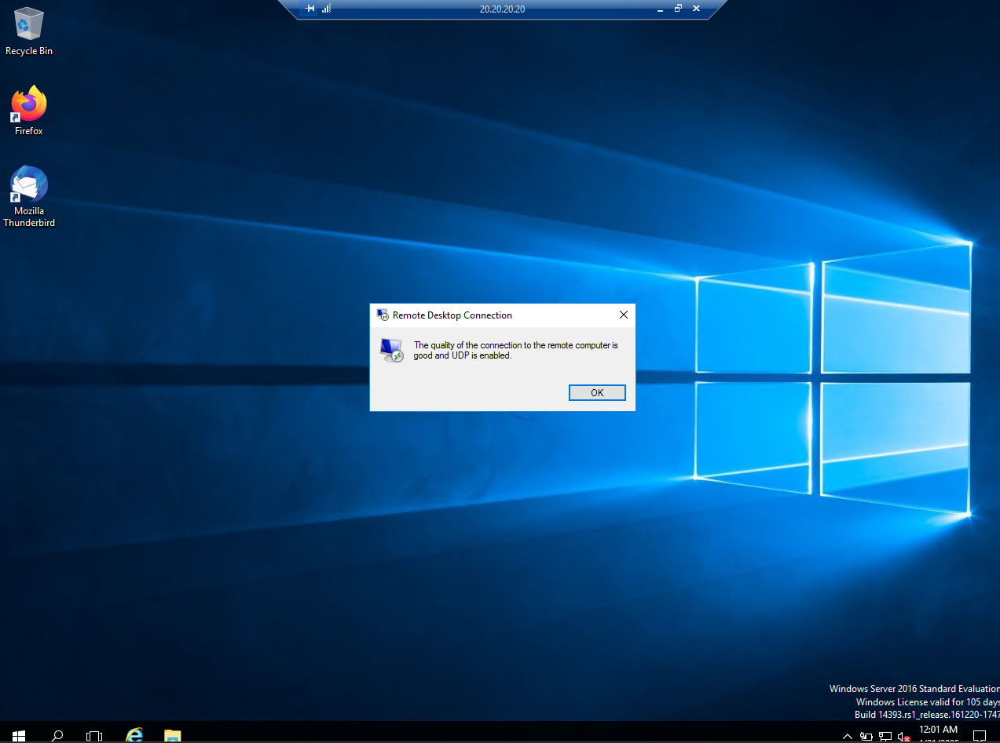 20.20.20.20
Recycle Bin
Firefox
Mozilla
Thunderbird
Remote Desktop Connection
The quality of the connection to the remote computer is
good and UDP is enabled.
OK
Windows Server 2016 Standard Evaluation
Windows License valid for 105 days
Build 14393.rs1_release.161220-1747
12:01 AM